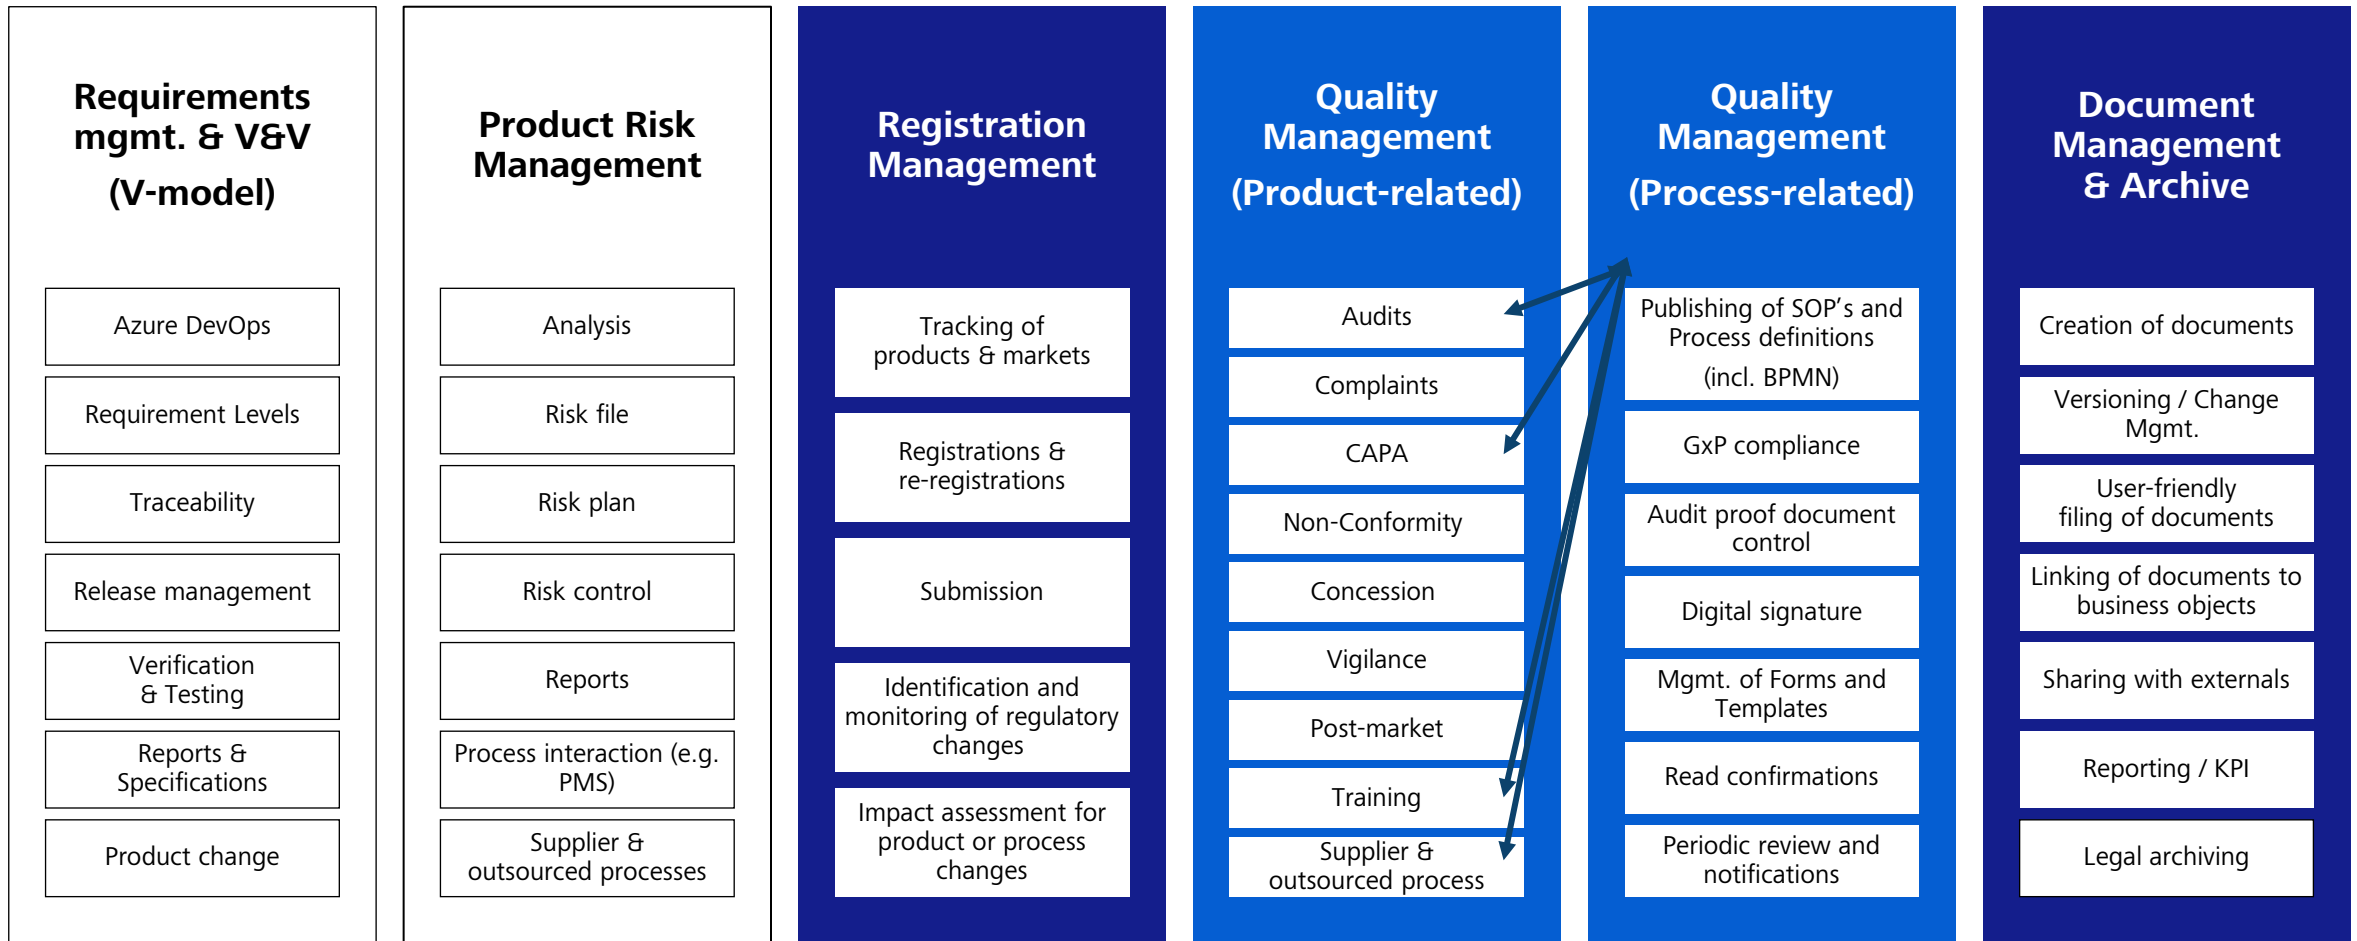 Requirements
mgmt. & V&V
(V-model)
Azure DevOps
Requirement Levels
Traceability
Release management
Verification
& Testing
Reports &
Specifications
Product change
Product Risk
Management
Analysis
Risk file
Risk plan
Risk control
Reports
Process interaction (e.g.
PMS)
Supplier &
outsourced processes
Registration
Management
Tracking of
products & markets
Registrations &
re-registrations
Submission
Identification and
monitoring of regulatory
changes
Impact assessment for
product or process
changes
Quality
Management
(Product-related)
Audits
Complaints
CAPA
Non-Conformity
Concession
Vigilance
Post-market
Training
Supplier &
outsourced process
Quality
Management
(Process-related)
Publishing of SOP’s and
Process definitions
(incl. BPMN)
GxP compliance
Audit proof document
control
Digital signature
Mgmt. of Forms and
Templates
Read confirmations
Periodic review and
notifications
Document
Management
& Archive
Creation of documents
Versioning / Change
Mgmt.
User-friendly
filing of documents
Linking of documents to
business objects
Sharing with externals
Reporting / KPI
Legal archiving